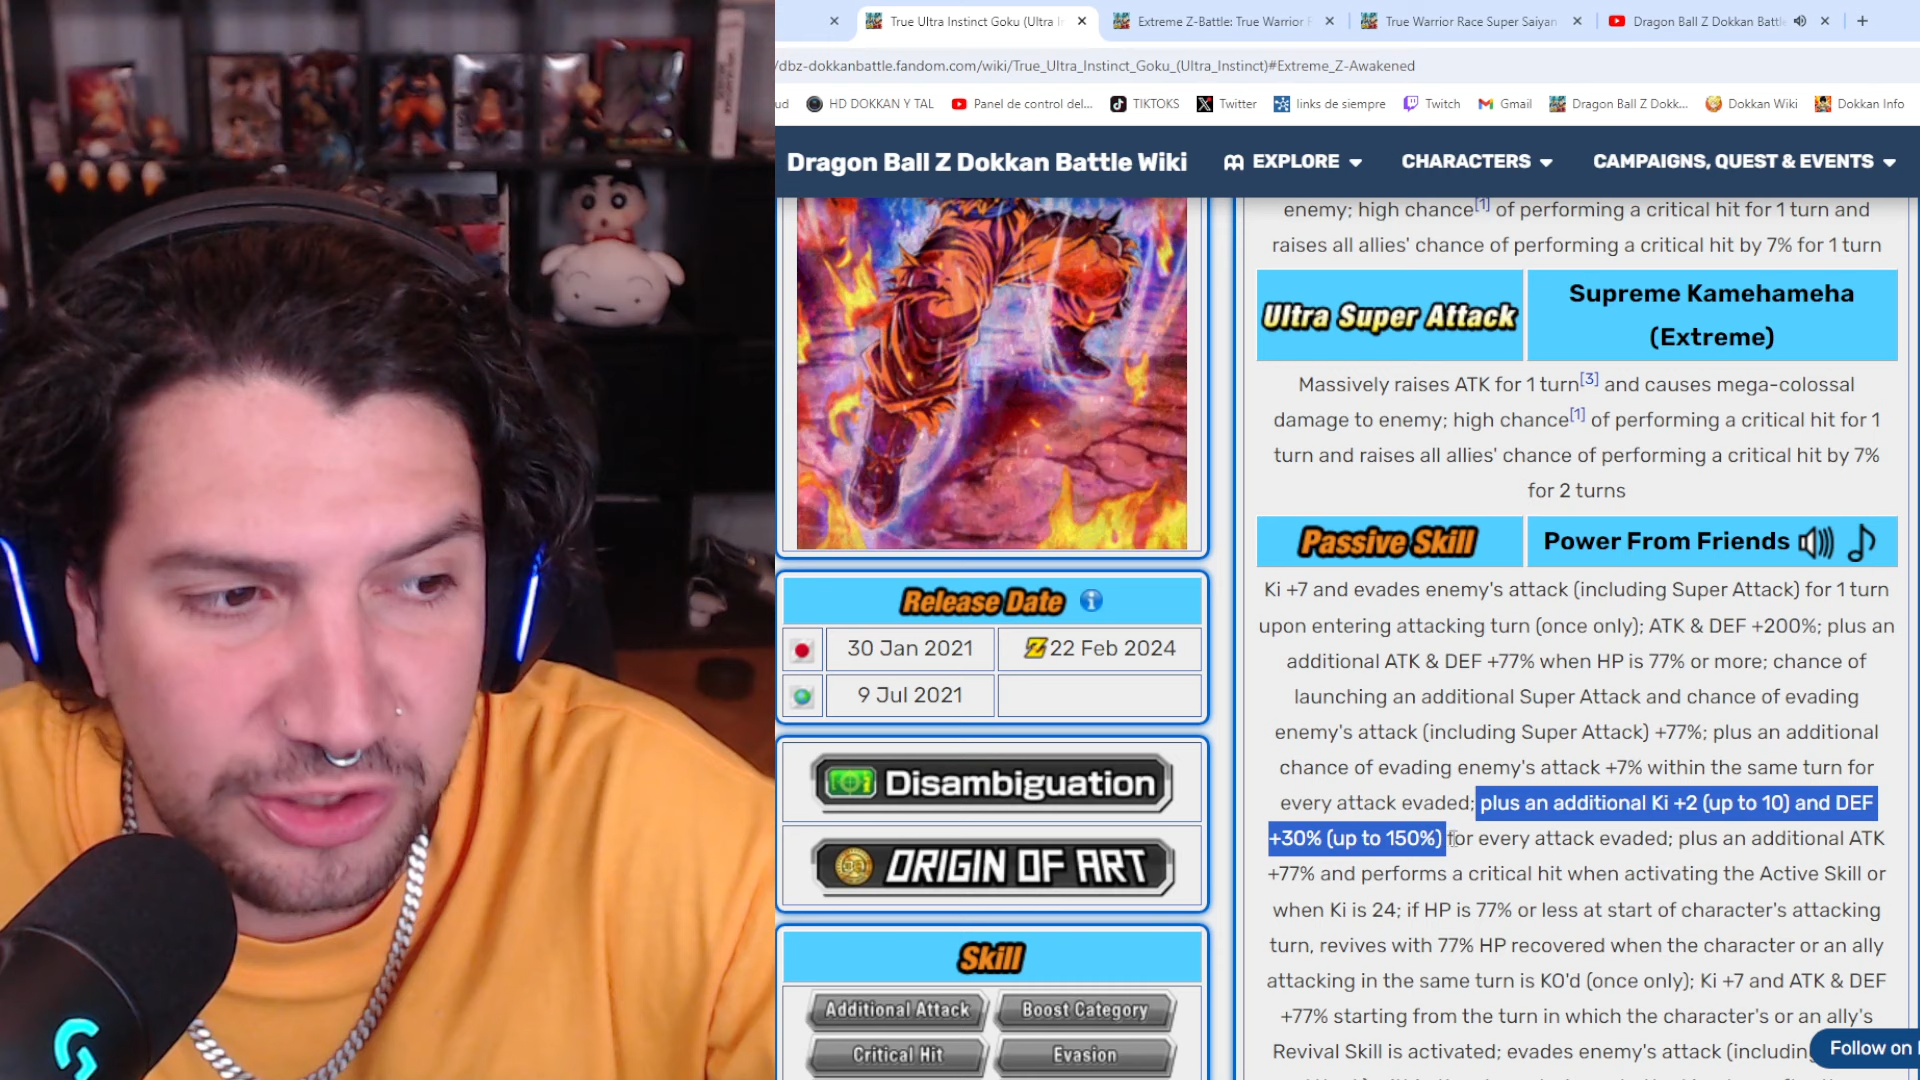 True Ultra Instinct Goku (Ultra I
Extreme Z-Battle: True Warrior
True Warrior Race Super Saiyan
Dragon Ball Z Dokkan Battl
/dbz-dokkanbattle.fandom.com/wiki/True_Ultra_Instinct_Goku_(Ultra_Instinct)#Extreme_Z-Awakened
ud
HD DOKKAN Y TAL
Panel de control del...
TIKTOKS
Twitter
links de siempre
Twitch
Gmail
Dragon Ball Z Dokk...
Dokkan Wiki
Dokkan Info
Dragon Ball Z Dokkan Battle Wiki
EXPLORE
CHARACTERS
CAMPAIGNS, QUEST & EVENTS
enemy; high chance[1] of performing a critical hit for 1 turn and
raises all allies' chance of performing a critical hit by 7% for 1 turn
Ultra Super Attack
Supreme Kamehameha
(Extreme)
Massively raises ATK for 1 turn[3] and causes mega-colossal
damage to enemy; high chance[1] of performing a critical hit for 1
turn and raises all allies' chance of performing a critical hit by 7%
for 2 turns
Passive Skill
Power From Friends
Ki +7 and evades enemy's attack (including Super Attack) for 1 turn
upon entering attacking turn (once only); ATK & DEF +200%; plus an
additional ATK & DEF +77% when HP is 77% or more; chance of
launching an additional Super Attack and chance of evading
enemy's attack (including Super Attack) +77%; plus an additional
chance of evading enemy's attack +7% within the same turn for
every attack evaded; plus an additional Ki +2 (up to 10) and DEF
+30% (up to 150%) for every attack evaded; plus an additional ATK
+77% and performs a critical hit when activating the Active Skill or
when Ki is 24; if HP is 77% or less at start of character's attacking
turn, revives with 77% HP recovered when the character or an ally
attacking in the same turn is KO'd (once only); Ki +7 and ATK & DEF
+77% starting from the turn in which the character's or an ally's
Revival Skill is activated; evades enemy's attack (includin
Follow on
Release Date
30 Jan 2021
Z 22 Feb 2024
9 Jul 2021
Disambiguation
ORIGIN OF ART
Skill
Additional Attack
Boost Category
Critical Hit
Evasion